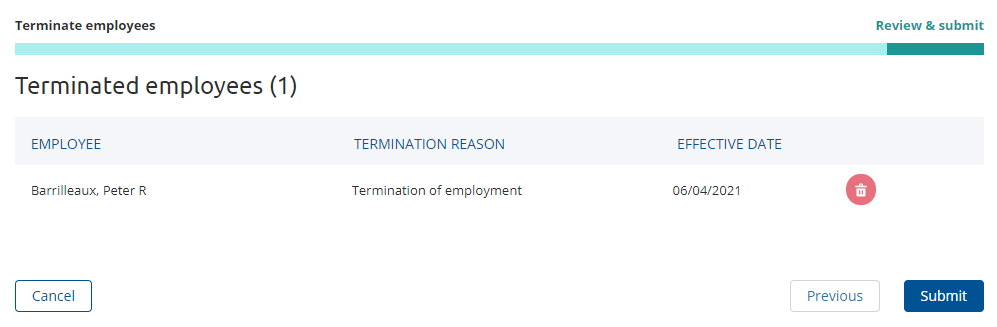 Terminate employees
Review & submit
Terminated employees (1)
EMPLOYEE TERMINATION REASON EFFECTIVE DATE
Barrilleaux, Peter R Termination of employment 06/04/2021
Cancel Previous Submit